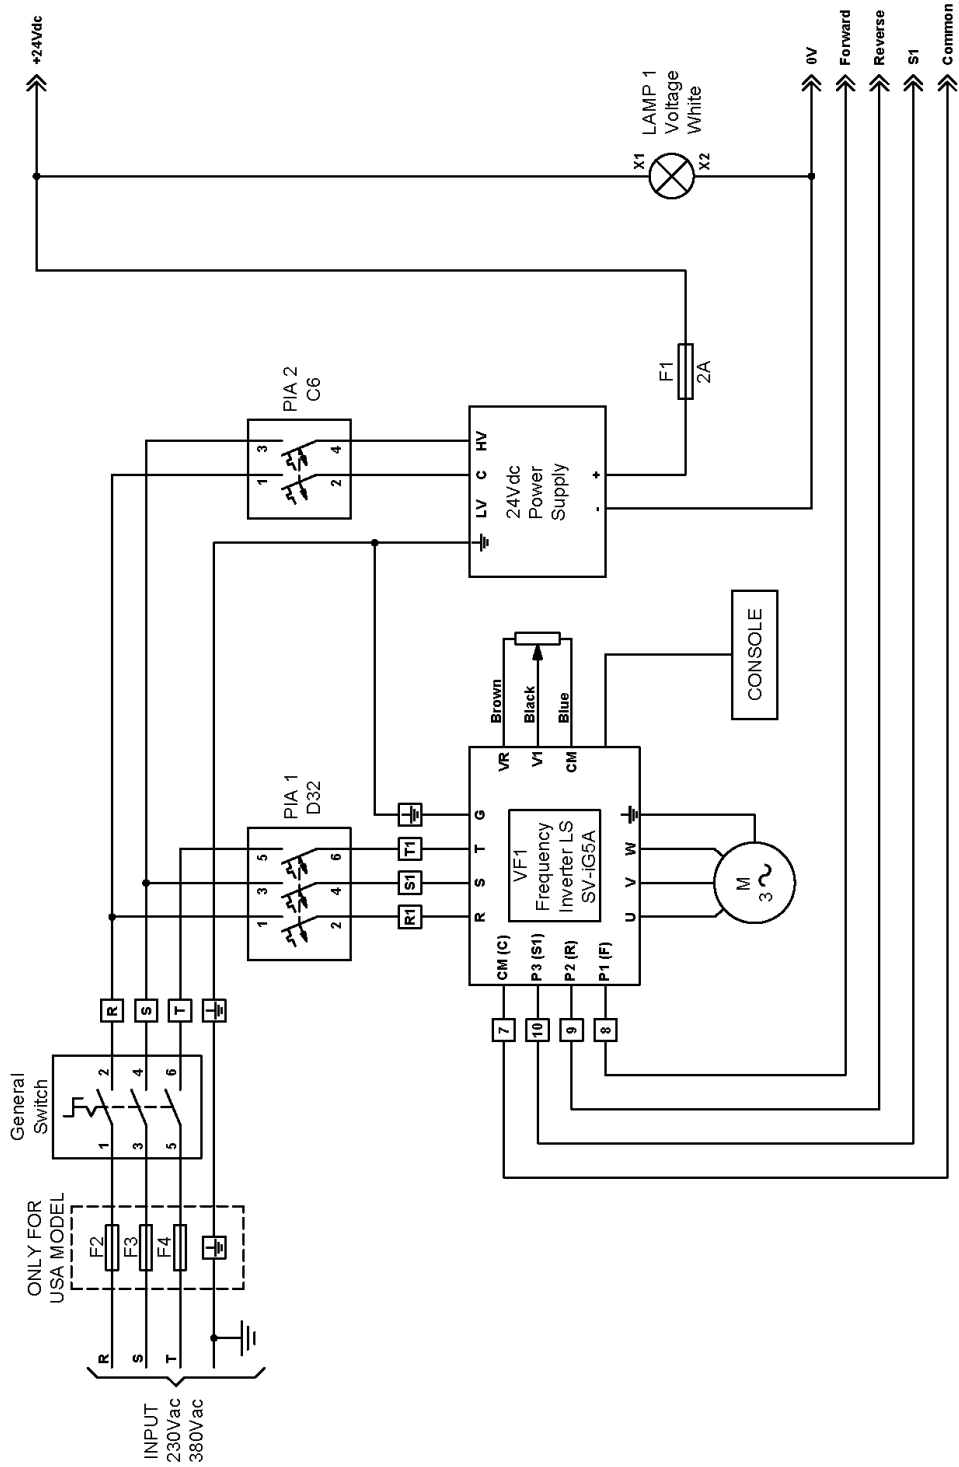 +24Vdc
LAMP 1
Voltage
White
X1
X2
0V
Forward
Reverse
S1
Common
F1
2A
PIA 2
C6
1
3
2
4
24Vdc
Power
Supply
LV
C
HV
-
+
PIA 1
D32
1
3
5
2
4
6
R1
S1
T1
R
S
T
G
VF1
Frequency
Inverter LS
SV-iG5A
VR
V1
CM
Brown
Black
Blue
CONSOLE
CM (C)
P3 (S1)
P2 (R)
P1 (F)
7
10
9
8
U
V
W
M
3
General
Switch
1
3
5
2
4
6
R
S
T
ONLY FOR
USA MODEL
F2
F3
F4
R
S
T
INPUT
230Vac
380Vac